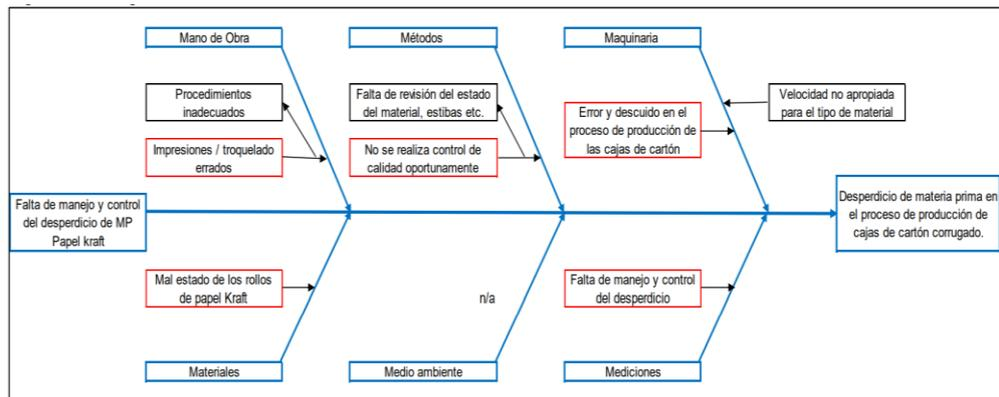 Mano de Obra
Métodos
Maquinaria
Procedimientos
inadecuados
Falta de revisión del estado
del material, estibas etc.
Velocidad no apropiada
para el tipo de material
Error y descuido en el
proceso de producción de
las cajas de cartón
Impresiones / troquelado
errados
No se realiza control de
calidad oportunamente
Falta de manejo y control
del desperdicio de MP
Papel kraft
Desperdicio de materia prima en
el proceso de producción de
cajas de cartón corrugado.
Mal estado de los rollos
de papel Kraft
n/a
Falta de manejo y control
del desperdicio
Materiales
Medio ambiente
Mediciones